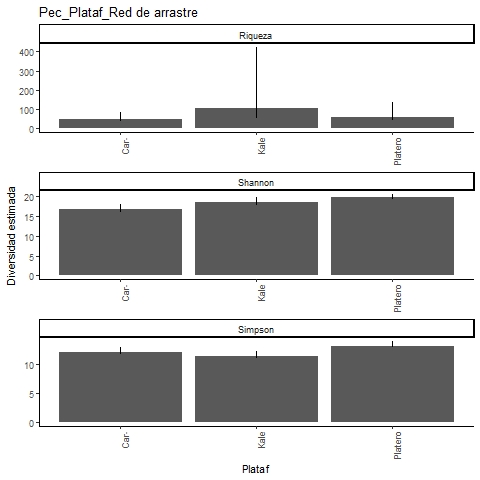 Pec_Plataf_Red de arrastre
Riqueza
400
300
200
100
0
Car-
Kale
Platero
Shannon
20
15
10
5
0
Car-
Kale
Platero
Simpson
10
5
0
Car-
Kale
Platero
Diversidad estimada
Plataf